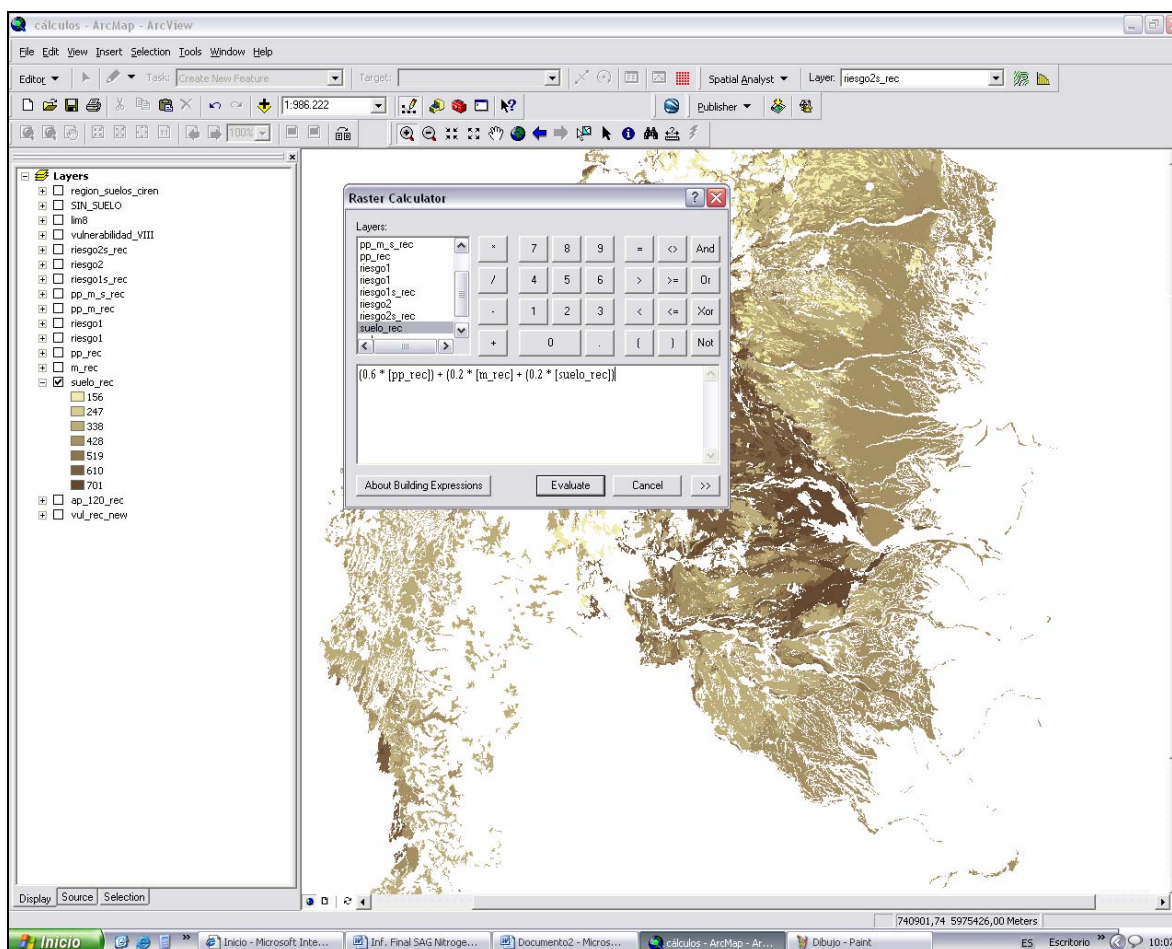 cálculos - ArcMap - ArcView
File Edit View Insert Selection Tools Window Help
Editor Task: Create New Feature Target: Spatial Analyst Layer: riesgo2s_rec
1:986.222 Publisher
100%
Layers
region_suelos_ciren
SIN_SUELO
lim8
vulnerabilidad_VIII
riesgo2s_rec
riesgo2
riesgo1s_rec
pp_m_s_rec
pp_m_rec
riesgo1
riesgo1
pp_rec
m_rec
suelo_rec
156
247
338
428
519
610
701
ap_120_rec
vul_rec_new
Raster Calculator
Layers:
pp_m_s_rec
pp_rec
riesgo1
riesgo1
riesgo1s_rec
riesgo2
riesgo2s_rec
suelo_rec
* 7 8 9 = <> And
/ 4 5 6 > >= Or
- 1 2 3 < <= Xor
+ 0 . ( ) Not
(0.6 * [pp_rec]) + (0.2 * [m_rec] + (0.2 * [suelo_rec])
About Building Expressions Evaluate Cancel >>
Display Source Selection
740901,74 5975426,00 Meters
Inicio » Inicio - Microsoft Inte... Inf. Final SAG Nitroge... Documento2 - Micros... cálculos - ArcMap - Ar... Dibujo - Paint ES Escritorio »